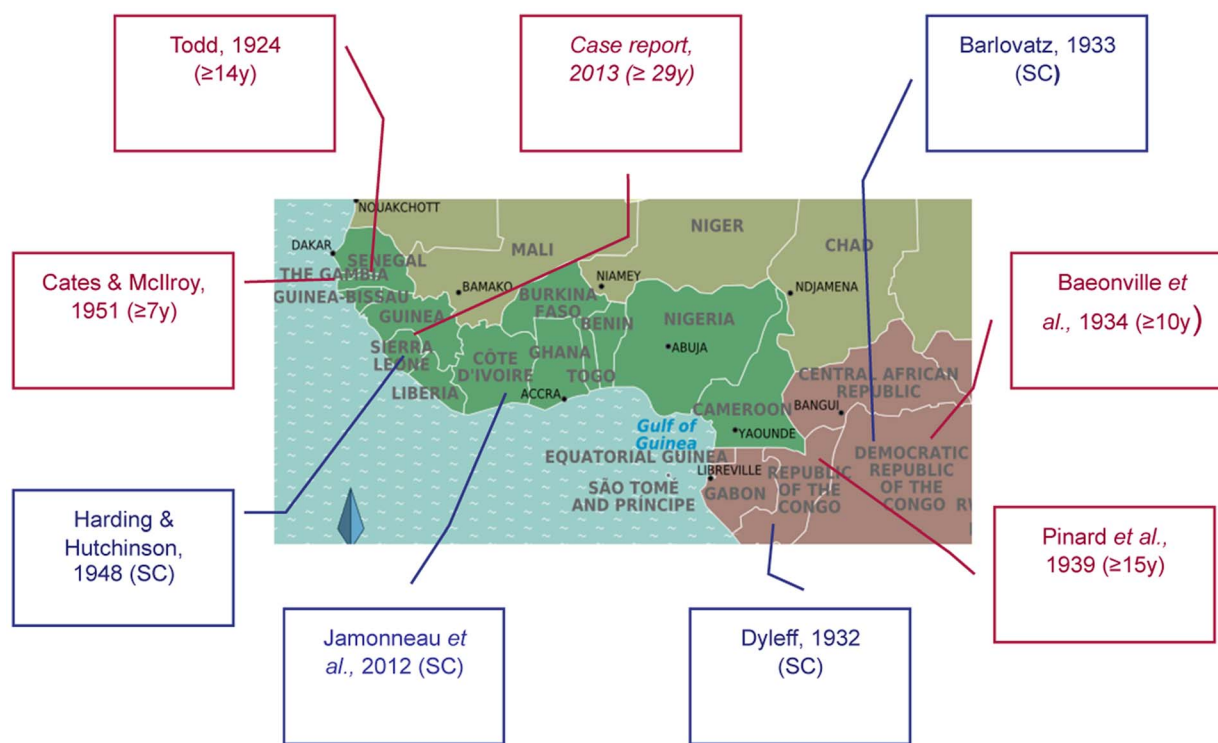 Todd, 1924
(≥14y)
Case report,
2013 (≥ 29y)
Barlovatz, 1933
(SC)
Cates & McIlroy,
1951 (≥7y)
Baeonville et
al., 1934 (≥10y)
NOUAKCHOTT
DAKAR
SENEGAL
THE GAMBIA
GUINEA-BISSAU
GUINEA
SIERRA
LEONE
LIBERIA
MALI
BAMAKO
BURKINA
FASO
NIAMEY
NIGER
BENIN
NIGERIA
ABUJA
CHAD
NDJAMENA
CÔTE
D'IVOIRE
GHANA
TOGO
ACCRA
CENTRAL AFRICAN
REPUBLIC
BANGUI
CAMEROON
YAOUNDE
Gulf of
Guinea
EQUATORIAL GUINEA
LIBREVILLE
GABON
SÃO TOMÉ
AND PRÍNCIPE
REPUBLIC
OF THE
CONGO
DEMOCRATIC
REPUBLIC
OF THE
CONGO
Harding &
Hutchinson,
1948 (SC)
Jamonneau et
al., 2012 (SC)
Dyleff, 1932
(SC)
Pinard et al.,
1939 (≥15y)